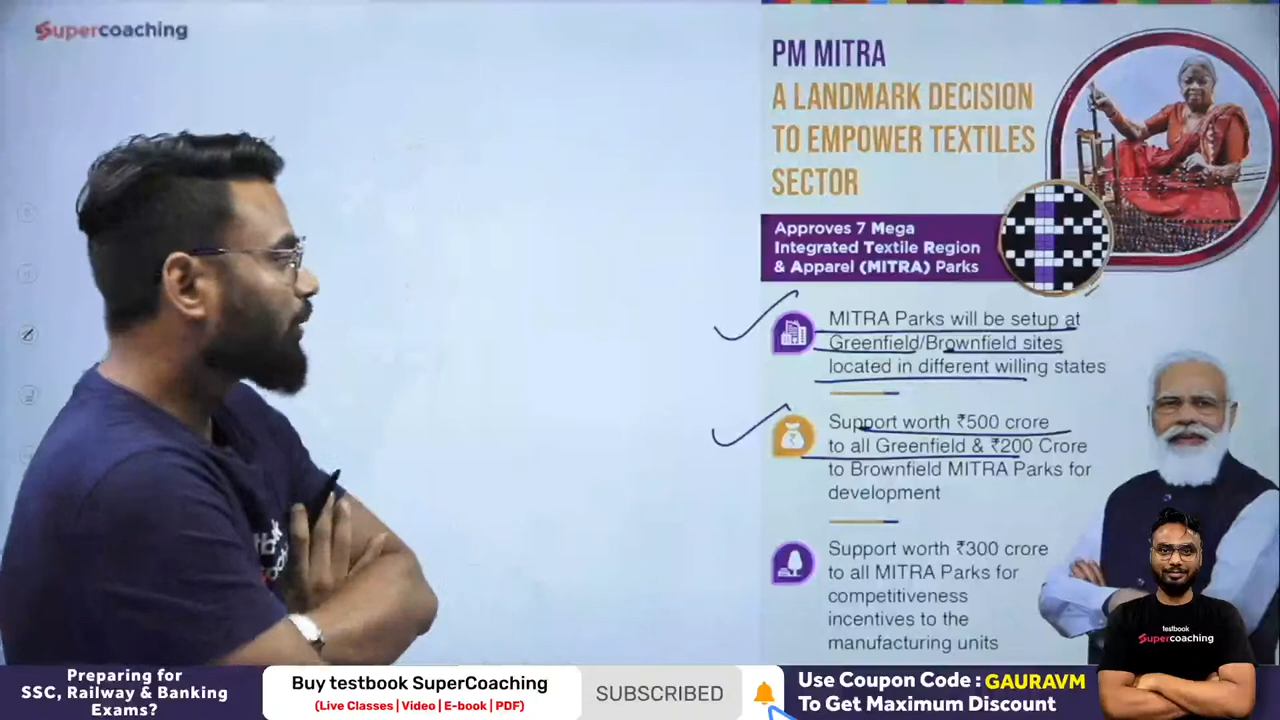 Supercoaching
PM MITRA
A LANDMARK DECISION
TO EMPOWER TEXTILES
SECTOR
Approves 7 Mega
Integrated Textile Region
& Apparel (MITRA) Parks
MITRA Parks will be setup at
Greenfield/Brownfield sites
located in different willing states
Support worth ₹500 crore
to all Greenfield & ₹200 Crore
to Brownfield MITRA Parks for
development
Support worth ₹300 crore
to all MITRA Parks for
competitiveness
incentives to the
manufacturing units
testbook
Supercoaching
Preparing for
SSC, Railway & Banking
Exams?
Buy testbook SuperCoaching
(Live Classes | Video | E-book | PDF)
SUBSCRIBED
Use Coupon Code : GAURAVM
To Get Maximum Discount